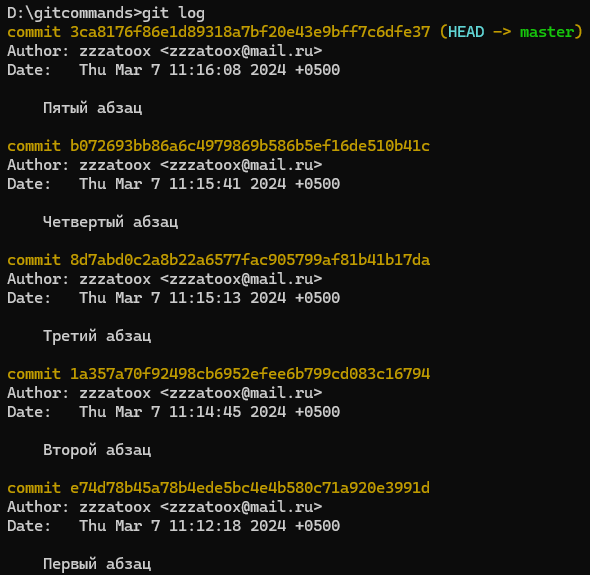 D:\gitcommands>git log
commit 3ca8176f86e1d89318a7bf20e43e9bff7c6dfe37 (HEAD -> master)
Author: zzzatoox <zzzatoox@mail.ru>
Date:   Thu Mar 7 11:16:08 2024 +0500
Пятый абзац
commit b072693bb86a6c4979869b586b5ef16de510b41c
Author: zzzatoox <zzzatoox@mail.ru>
Date:   Thu Mar 7 11:15:41 2024 +0500
Четвертый абзац
commit 8d7abd0c2a8b22a6577fac905799af81b41b17da
Author: zzzatoox <zzzatoox@mail.ru>
Date:   Thu Mar 7 11:15:13 2024 +0500
Третий абзац
commit 1a357a70f92498cb6952efee6b799cd083c16794
Author: zzzatoox <zzzatoox@mail.ru>
Date:   Thu Mar 7 11:14:45 2024 +0500
Второй абзац
commit e74d78b45a78b4ede5bc4e4b580c71a920e3991d
Author: zzzatoox <zzzatoox@mail.ru>
Date:   Thu Mar 7 11:12:18 2024 +0500
Первый абзац